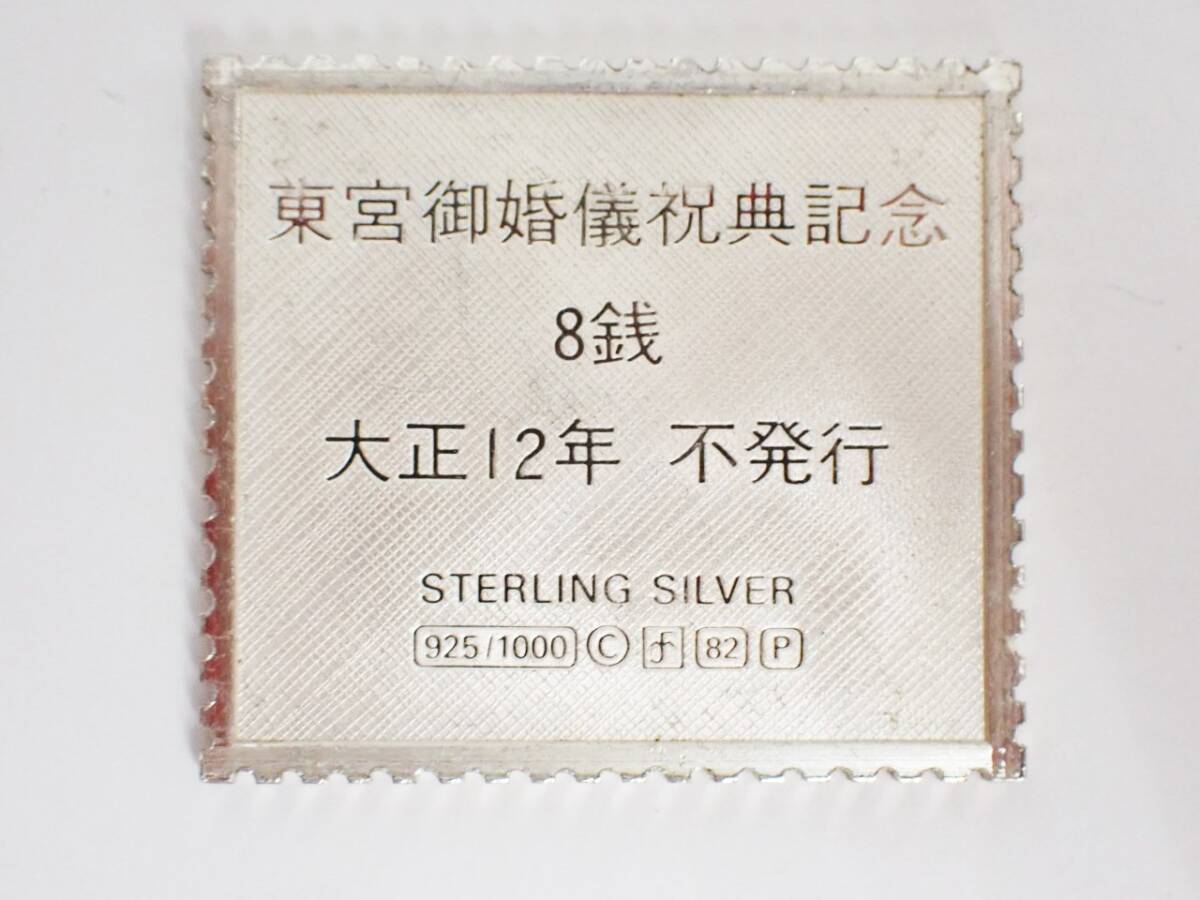 東宮御婚儀祝典記念
8銭
大正12年 不発行
STERLING SILVER
925/1000 © f 82 P